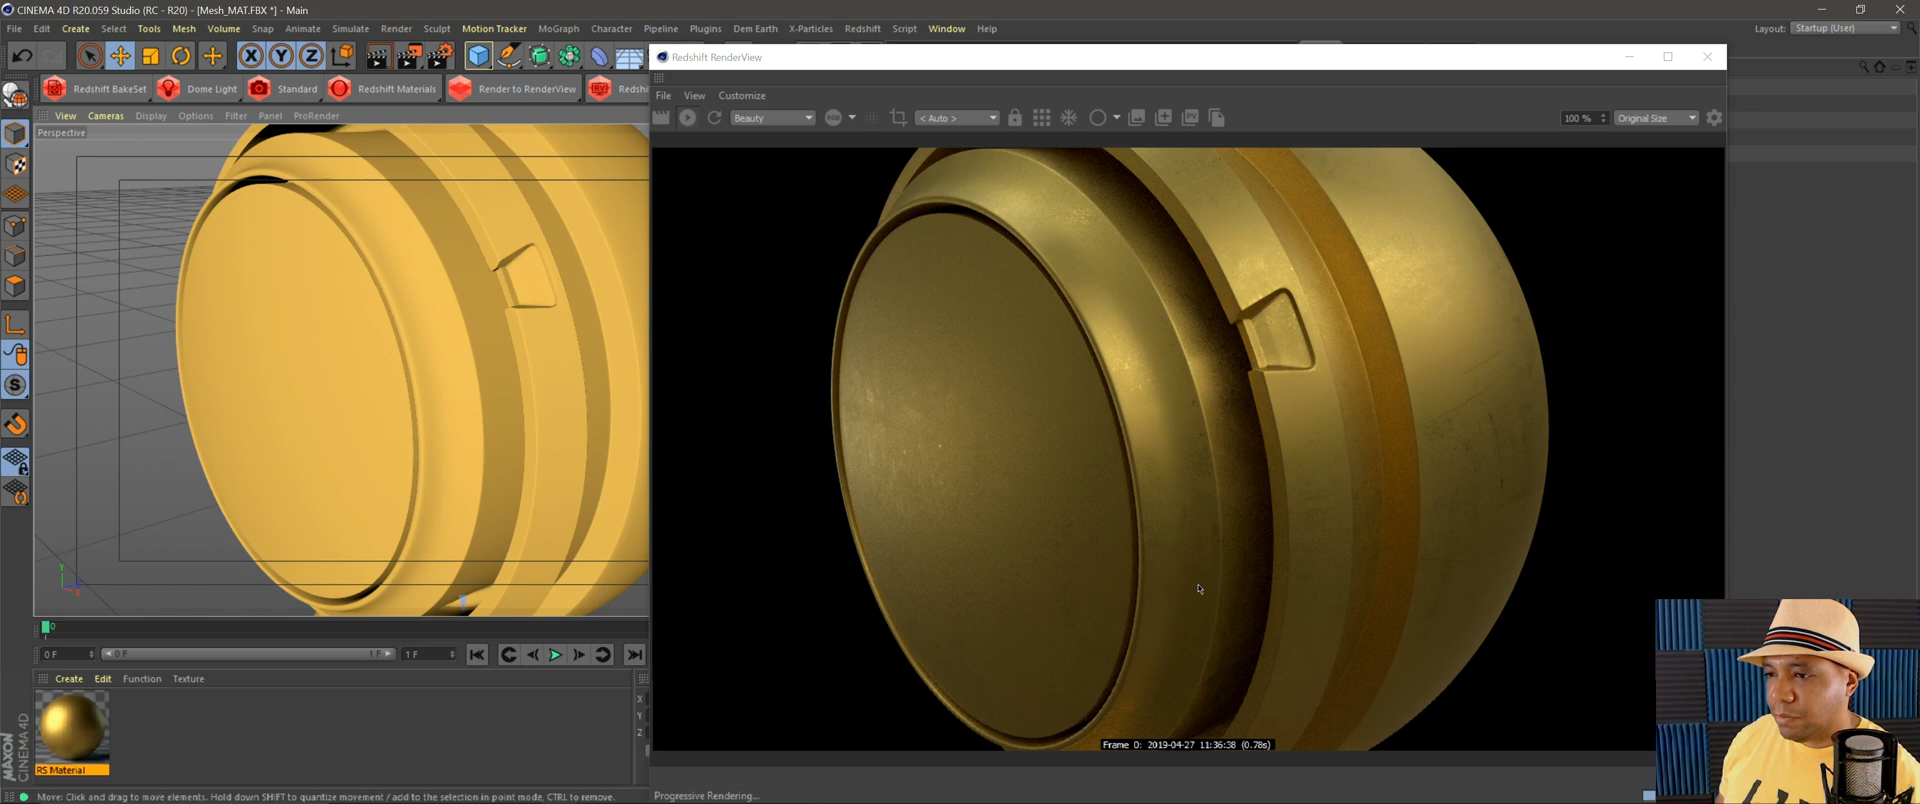 CINEMA 4D R20.059 Studio (RC - R20) - [Mesh_MAT.FBX *] - Main
File Edit Create Select Tools Mesh Volume Snap Animate Simulate Render Sculpt Motion Tracker MoGraph Character Pipeline Plugins Dem Earth X-Particles Redshift Script Window Help
Layout: Startup (User)
X Y Z
Redshift RenderView
Redshift BakeSet Dome Light Standard Redshift Materials Render to RenderView Redsh
File View Customize
View Cameras Display Options Filter Panel ProRender
Beauty < Auto > 100 % Original Size
Perspective
Y
X
0
0 F 0 F 1 F 1 F
Create Edit Function Texture
X
Y
Z
Frame 0: 2019-04-27 11:36:38 (0.78s)
RS Material
MAXON
CINEMA 4D
Move: Click and drag to move elements. Hold down SHIFT to quantize movement / add to the selection in point mode, CTRL to remove.
Progressive Rendering...